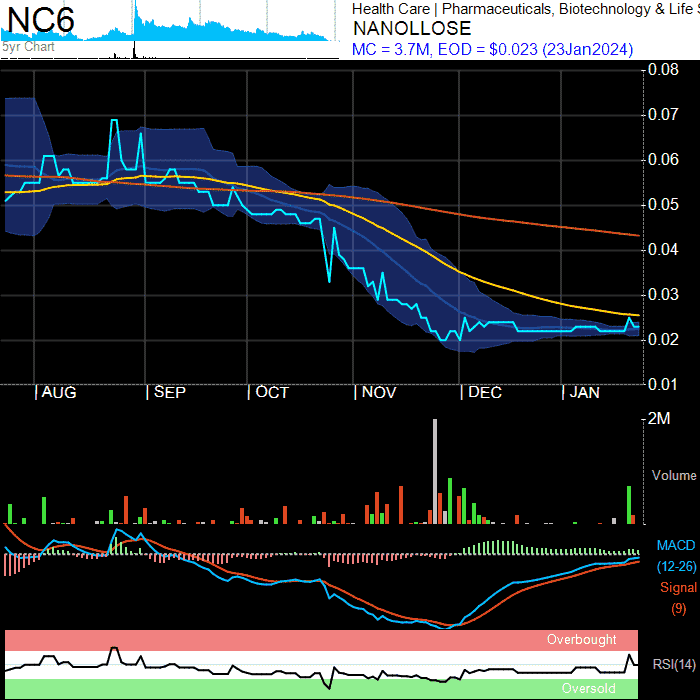 NC6
5yr Chart
Health Care | Pharmaceuticals, Biotechnology & Life S
NANOLLOSE
MC = 3.7M, EOD = $0.023 (23Jan2024)
0.08
0.07
0.06
0.05
0.04
0.03
0.02
0.01
| AUG | SEP | OCT | NOV | DEC | JAN
2M
Volume
MACD
(12-26)
Signal
(9)
Overbought
RSI(14)
Oversold